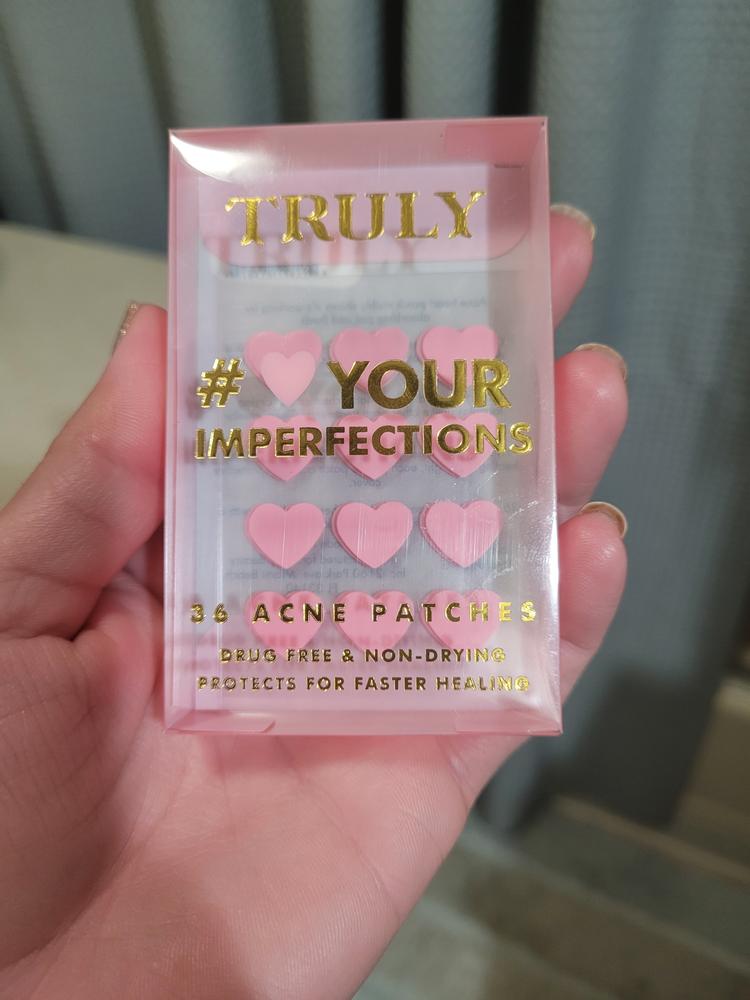 TRULY
# YOUR
IMPERFECTIONS
36 ACNE PATCHES
DRUG FREE & NON-DRYING
PROTECTS FOR FASTER HEALING